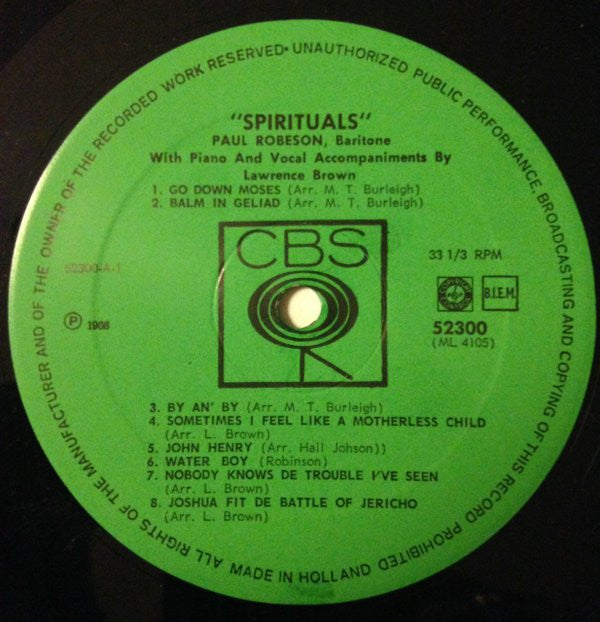 ALL RIGHTS OF THE MANUFACTURER AND OF THE OWNER OF THE RECORDED WORK RESERVED • UNAUTHORIZED PUBLIC PERFORMANCE, BROADCASTING AND COPYING OF THIS RECORD PROHIBITED
"SPIRITUALS"
PAUL ROBESON, Baritone
With Piano And Vocal Accompaniments By
Lawrence Brown
1. GO DOWN MOSES (Arr. M. T. Burleigh)
2. BALM IN GELIAD (Arr. M. T. Burleigh)
CBS
33 1/3 RPM
52300-A-1
B.I.E.M.
℗ 1966
52300
(ML 4105)
3. BY AN' BY (Arr. M. T. Burleigh)
4. SOMETIMES I FEEL LIKE A MOTHERLESS CHILD
(Arr. L. Brown)
5. JOHN HENRY (Arr. Hall Johson))
6. WATER BOY (Robinson)
7. NOBODY KNOWS DE TROUBLE I'VE SEEN
(Arr. L. Brown)
8. JOSHUA FIT DE BATTLE OF JERICHO
(Arr. L. Brown)
MADE IN HOLLAND